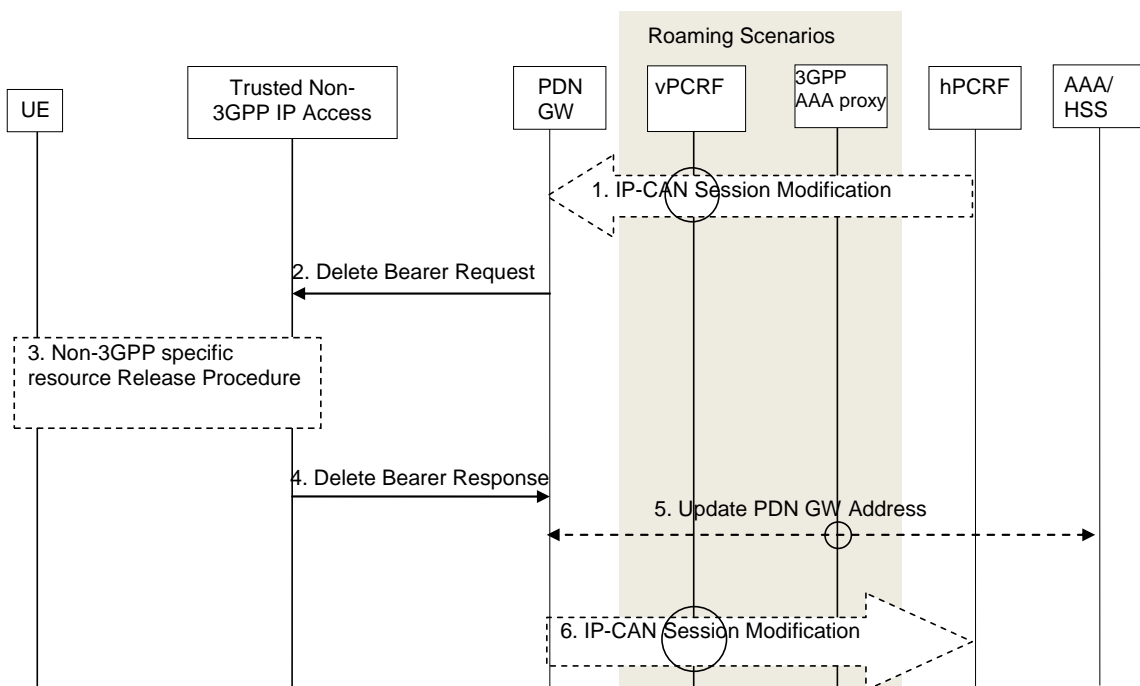 Roaming Scenarios
UE
Trusted Non-
3GPP IP Access
PDN
GW
vPCRF
3GPP
AAA proxy
hPCRF
AAA/
HSS
1. IP-CAN Session Modification
2. Delete Bearer Request
3. Non-3GPP specific
resource Release Procedure
4. Delete Bearer Response
5. Update PDN GW Address
6. IP-CAN Session Modification